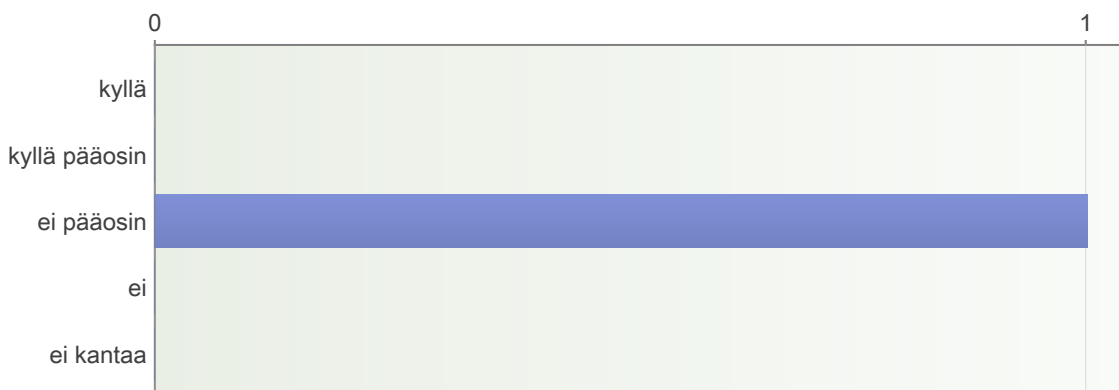 0 1
kyllä
kyllä pääosin
ei pääosin
ei
ei kantaa